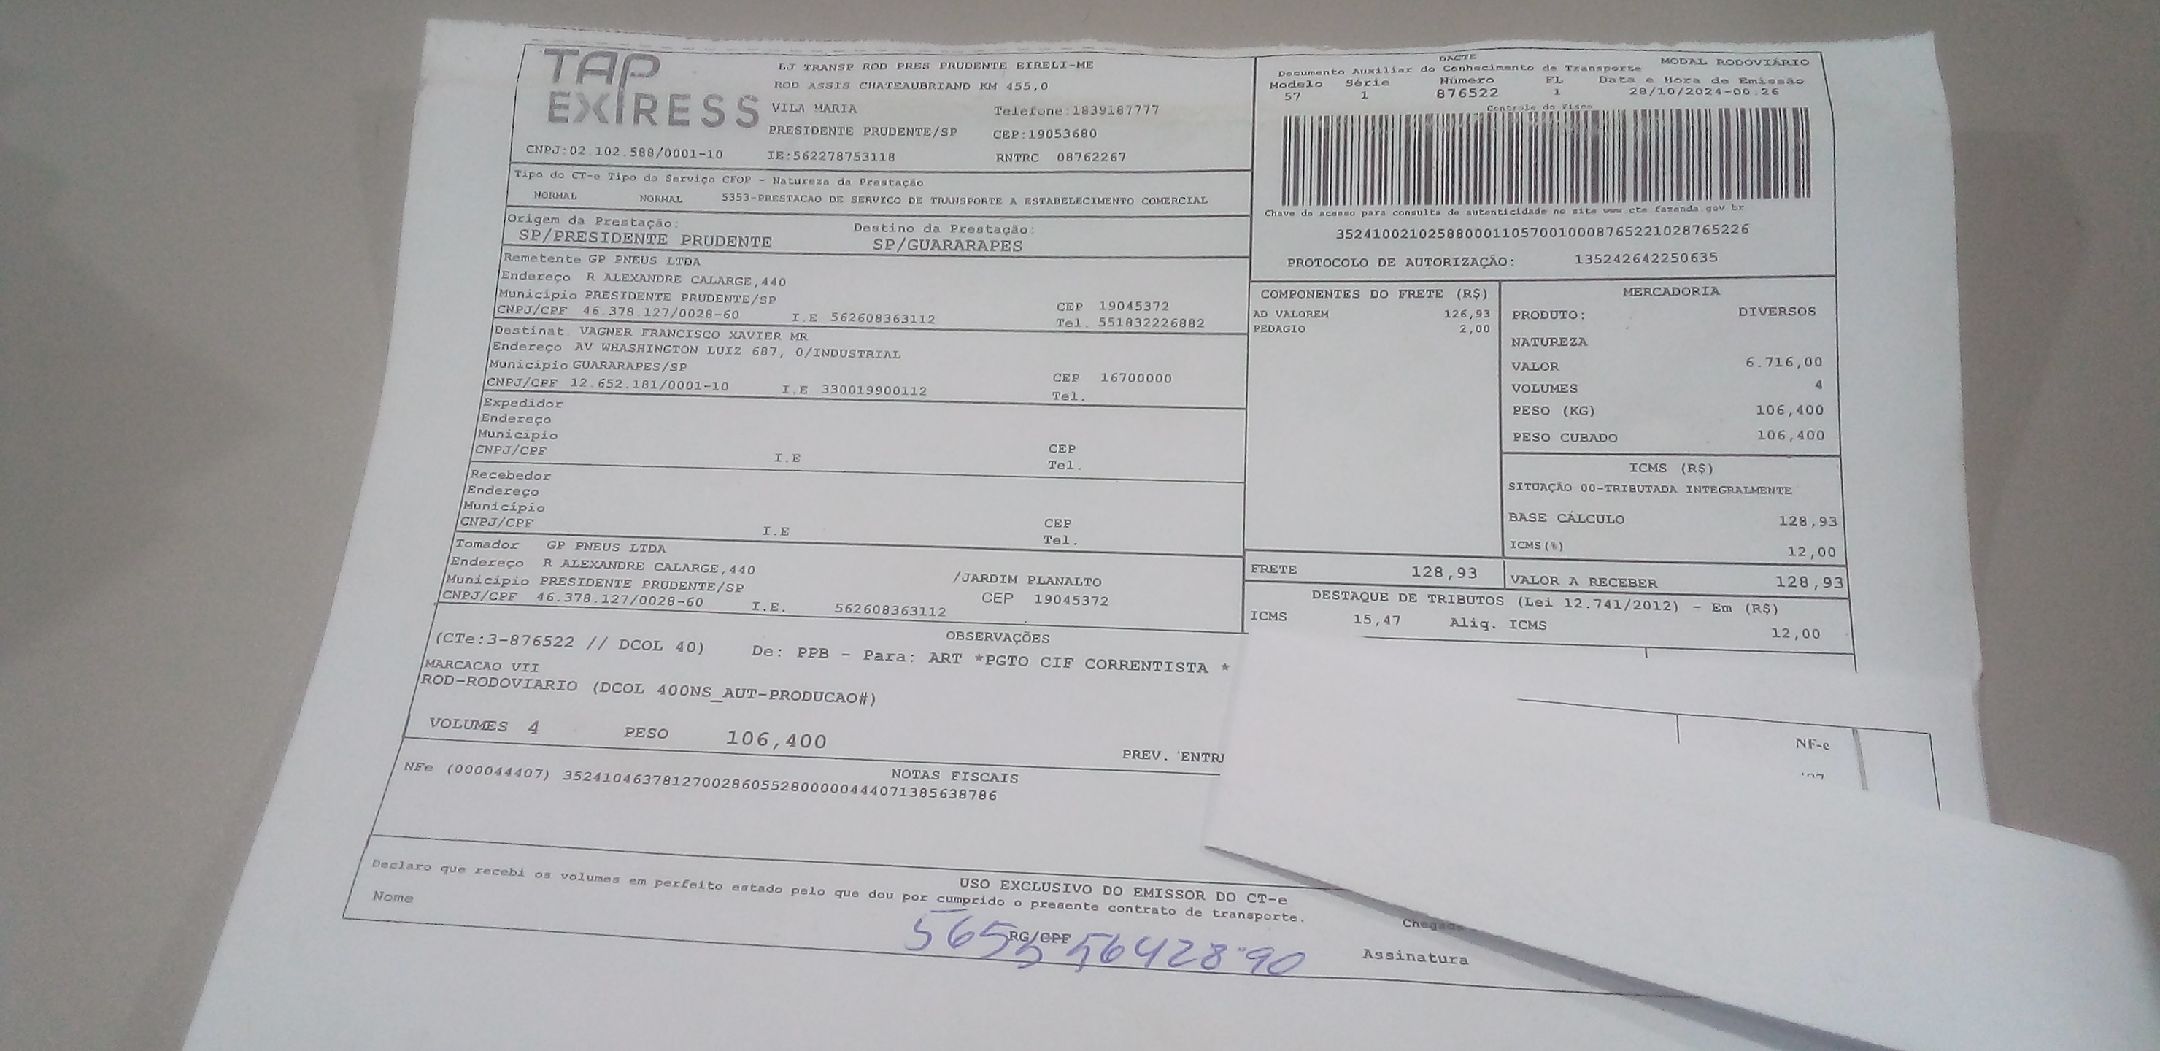 TAP EXPRESS
LJ TRANSP ROD PRES PRUDENTE EIRELI-ME
ROD ASSIS CHATEAUBRIAND KM 455,0
VILA MARIA Telefone:1839187777
PRESIDENTE PRUDENTE/SP CEP:19053680
CNPJ:02.102.588/0001-10 IE:562278753118 RNTRC 08762267
Tipo do CT-e Tipo do Serviço CFOP - Natureza da Prestação
NORMAL NORMAL 5353-PRESTACAO DE SERVICO DE TRANSPORTE A ESTABELECIMENTO COMERCIAL
Origem da Prestação: Destino da Prestação:
SP/PRESIDENTE PRUDENTE SP/GUARARAPES
DACTE MODAL RODOVIÁRIO
Documento Auxiliar do Conhecimento de Transporte
Modelo Série Número FL Data e Hora de Emissão
57 1 876522 1 28/10/2024-00.26
Controle do Fisco
Chave de acesso para consulta de autenticidade no site www.cte.fazenda.gov.br
35241002102588000110570010008765221028765226
PROTOCOLO DE AUTORIZAÇÃO: 135242642250635
Remetente GP PNEUS LTDA
Endereço R ALEXANDRE CALARGE,440
Município PRESIDENTE PRUDENTE/SP CEP 19045372
CNPJ/CPF 46.378.127/0028-60 I.E 562608363112 Tel. 551832226882
Destinat. VAGNER FRANCISCO XAVIER MR
Endereço AV WHASHINGTON LUIZ 687, 0/INDUSTRIAL
Município GUARARAPES/SP CEP 16700000
CNPJ/CPF 12.652.181/0001-10 I.E 330019900112 Tel.
Expedidor
Endereço
Município CEP
CNPJ/CPF I.E Tel.
Recebedor
Endereço
Município CEP
CNPJ/CPF I.E Tel.
Tomador GP PNEUS LTDA
Endereço R ALEXANDRE CALARGE,440 /JARDIM PLANALTO
Município PRESIDENTE PRUDENTE/SP CEP 19045372
CNPJ/CPF 46.378.127/0028-60 I.E. 562608363112
COMPONENTES DO FRETE (R$)
AD VALOREM 126,93
PEDAGIO 2,00
MERCADORIA
PRODUTO: DIVERSOS
NATUREZA
VALOR 6.716,00
VOLUMES 4
PESO (KG) 106,400
PESO CUBADO 106,400
ICMS (R$)
SITUAÇÃO 00-TRIBUTADA INTEGRALMENTE
BASE CÁLCULO 128,93
ICMS(%) 12,00
FRETE 128,93 VALOR A RECEBER 128,93
DESTAQUE DE TRIBUTOS (Lei 12.741/2012) - Em (R$)
ICMS 15,47 Aliq. ICMS 12,00
OBSERVAÇÕES
(CTe:3-876522 // DCOL 40) De: PPB - Para: ART *PGTO CIF CORRENTISTA *
MARCACAO VII
ROD-RODOVIARIO (DCOL 400NS_AUT-PRODUCAO#)
VOLUMES 4 PESO 106,400 PREV. ENTR
NF-e
NOTAS FISCAIS
NFe (000044407) 35241046378127002860552800000444071385638786
USO EXCLUSIVO DO EMISSOR DO CT-e
Declaro que recebi os volumes em perfeito estado pelo que dou por cumprido o presente contrato de transporte.
Nome RG/CPF Assinatura